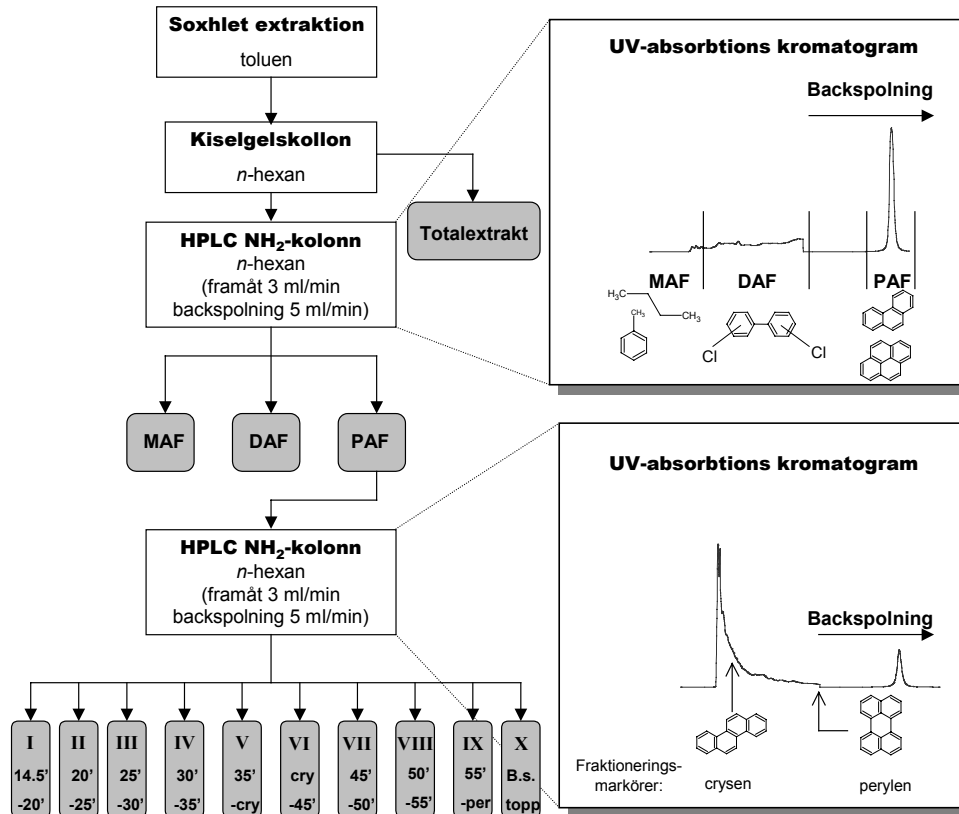 Soxhlet extraktion
toluen
Kiselgelskollon
n-hexan
Totalextrakt
HPLC NH2-kolonn
n-hexan
(framåt 3 ml/min
backspolning 5 ml/min)
MAF
DAF
PAF
HPLC NH2-kolonn
n-hexan
(framåt 3 ml/min
backspolning 5 ml/min)
I
14.5'
-20'
II
20'
-25'
III
25'
-30'
IV
30'
-35'
V
35'
-cry
VI
cry
-45'
VII
45'
-50'
VIII
50'
-55'
IX
55'
-per
X
B.s.
topp
UV-absorbtions kromatogram
Backspolning
MAF
DAF
PAF
H3C
CH3
CH3
Cl
Cl
UV-absorbtions kromatogram
Backspolning
Fraktionerings-
markörer:
crysen
perylen